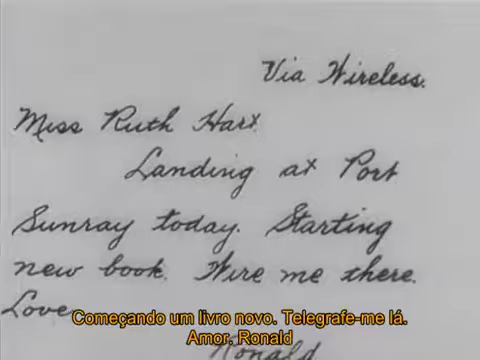 Via Wireless.
Miss Ruth Hart
Landing at Port
Sunray today. Starting
new book. Wire me there.
Love
Começando um livro novo. Telegrafe-me lá.
Amor, Ronald
Ronald